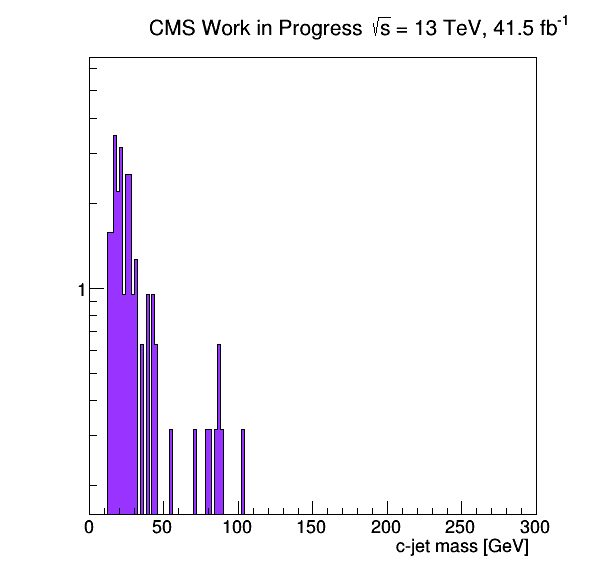 CMS Work in Progress √s = 13 TeV, 41.5 fb⁻¹
1
0 50 100 150 200 250 300
c-jet mass [GeV]